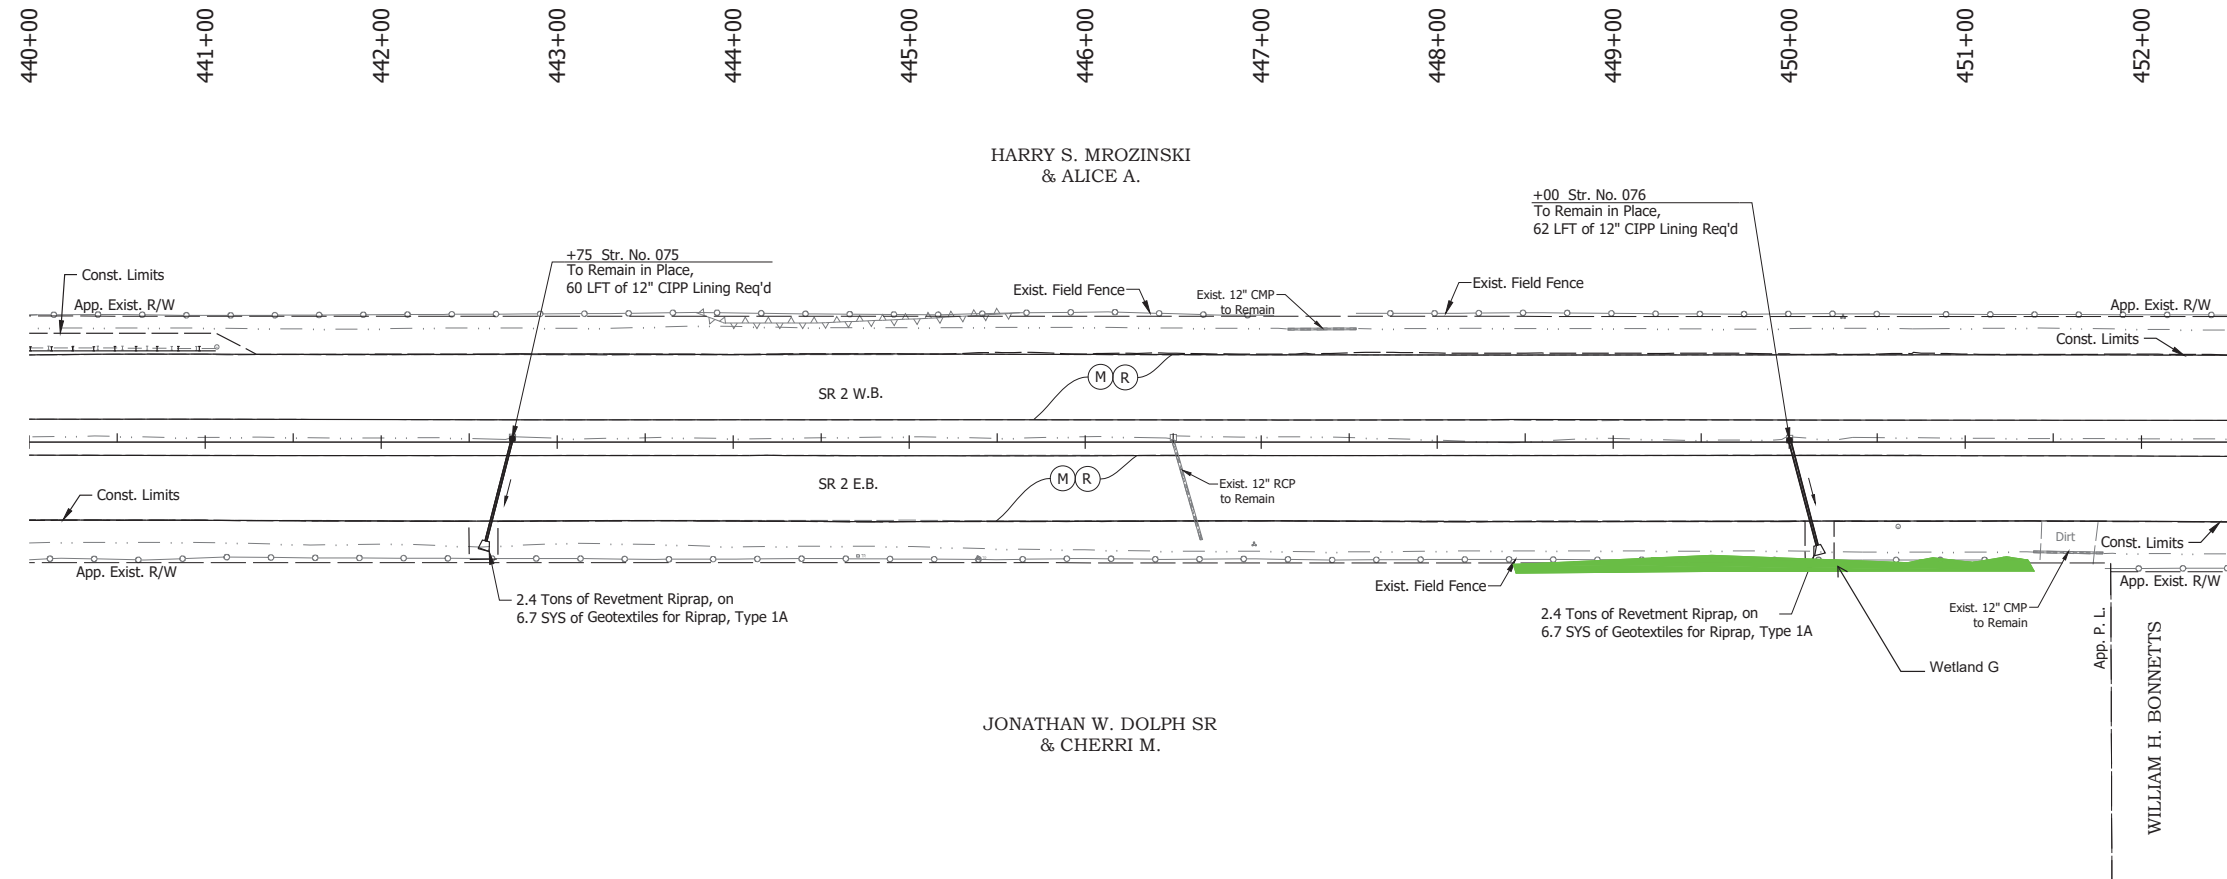 440+00
441+00
442+00
443+00
444+00
445+00
446+00
447+00
448+00
449+00
450+00
451+00
452+00
HARRY S. MROZINSKI
& ALICE A.
+00 Str. No. 076
To Remain in Place,
62 LFT of 12" CIPP Lining Req'd
+75 Str. No. 075
To Remain in Place,
60 LFT of 12" CIPP Lining Req'd
Const. Limits
App. Exist. R/W
Exist. Field Fence
Exist. 12" CMP
to Remain
Exist. Field Fence
App. Exist. R/W
Const. Limits
SR 2 W.B.
M R
SR 2 E.B.
M R
Exist. 12" RCP
to Remain
Const. Limits
App. Exist. R/W
2.4 Tons of Revetment Riprap, on
6.7 SYS of Geotextiles for Riprap, Type 1A
Exist. Field Fence
2.4 Tons of Revetment Riprap, on
6.7 SYS of Geotextiles for Riprap, Type 1A
Wetland G
Dirt
Const. Limits
App. Exist. R/W
Exist. 12" CMP
to Remain
App. P. L.
WILLIAM H. BONNETTS
JONATHAN W. DOLPH SR
& CHERRI M.